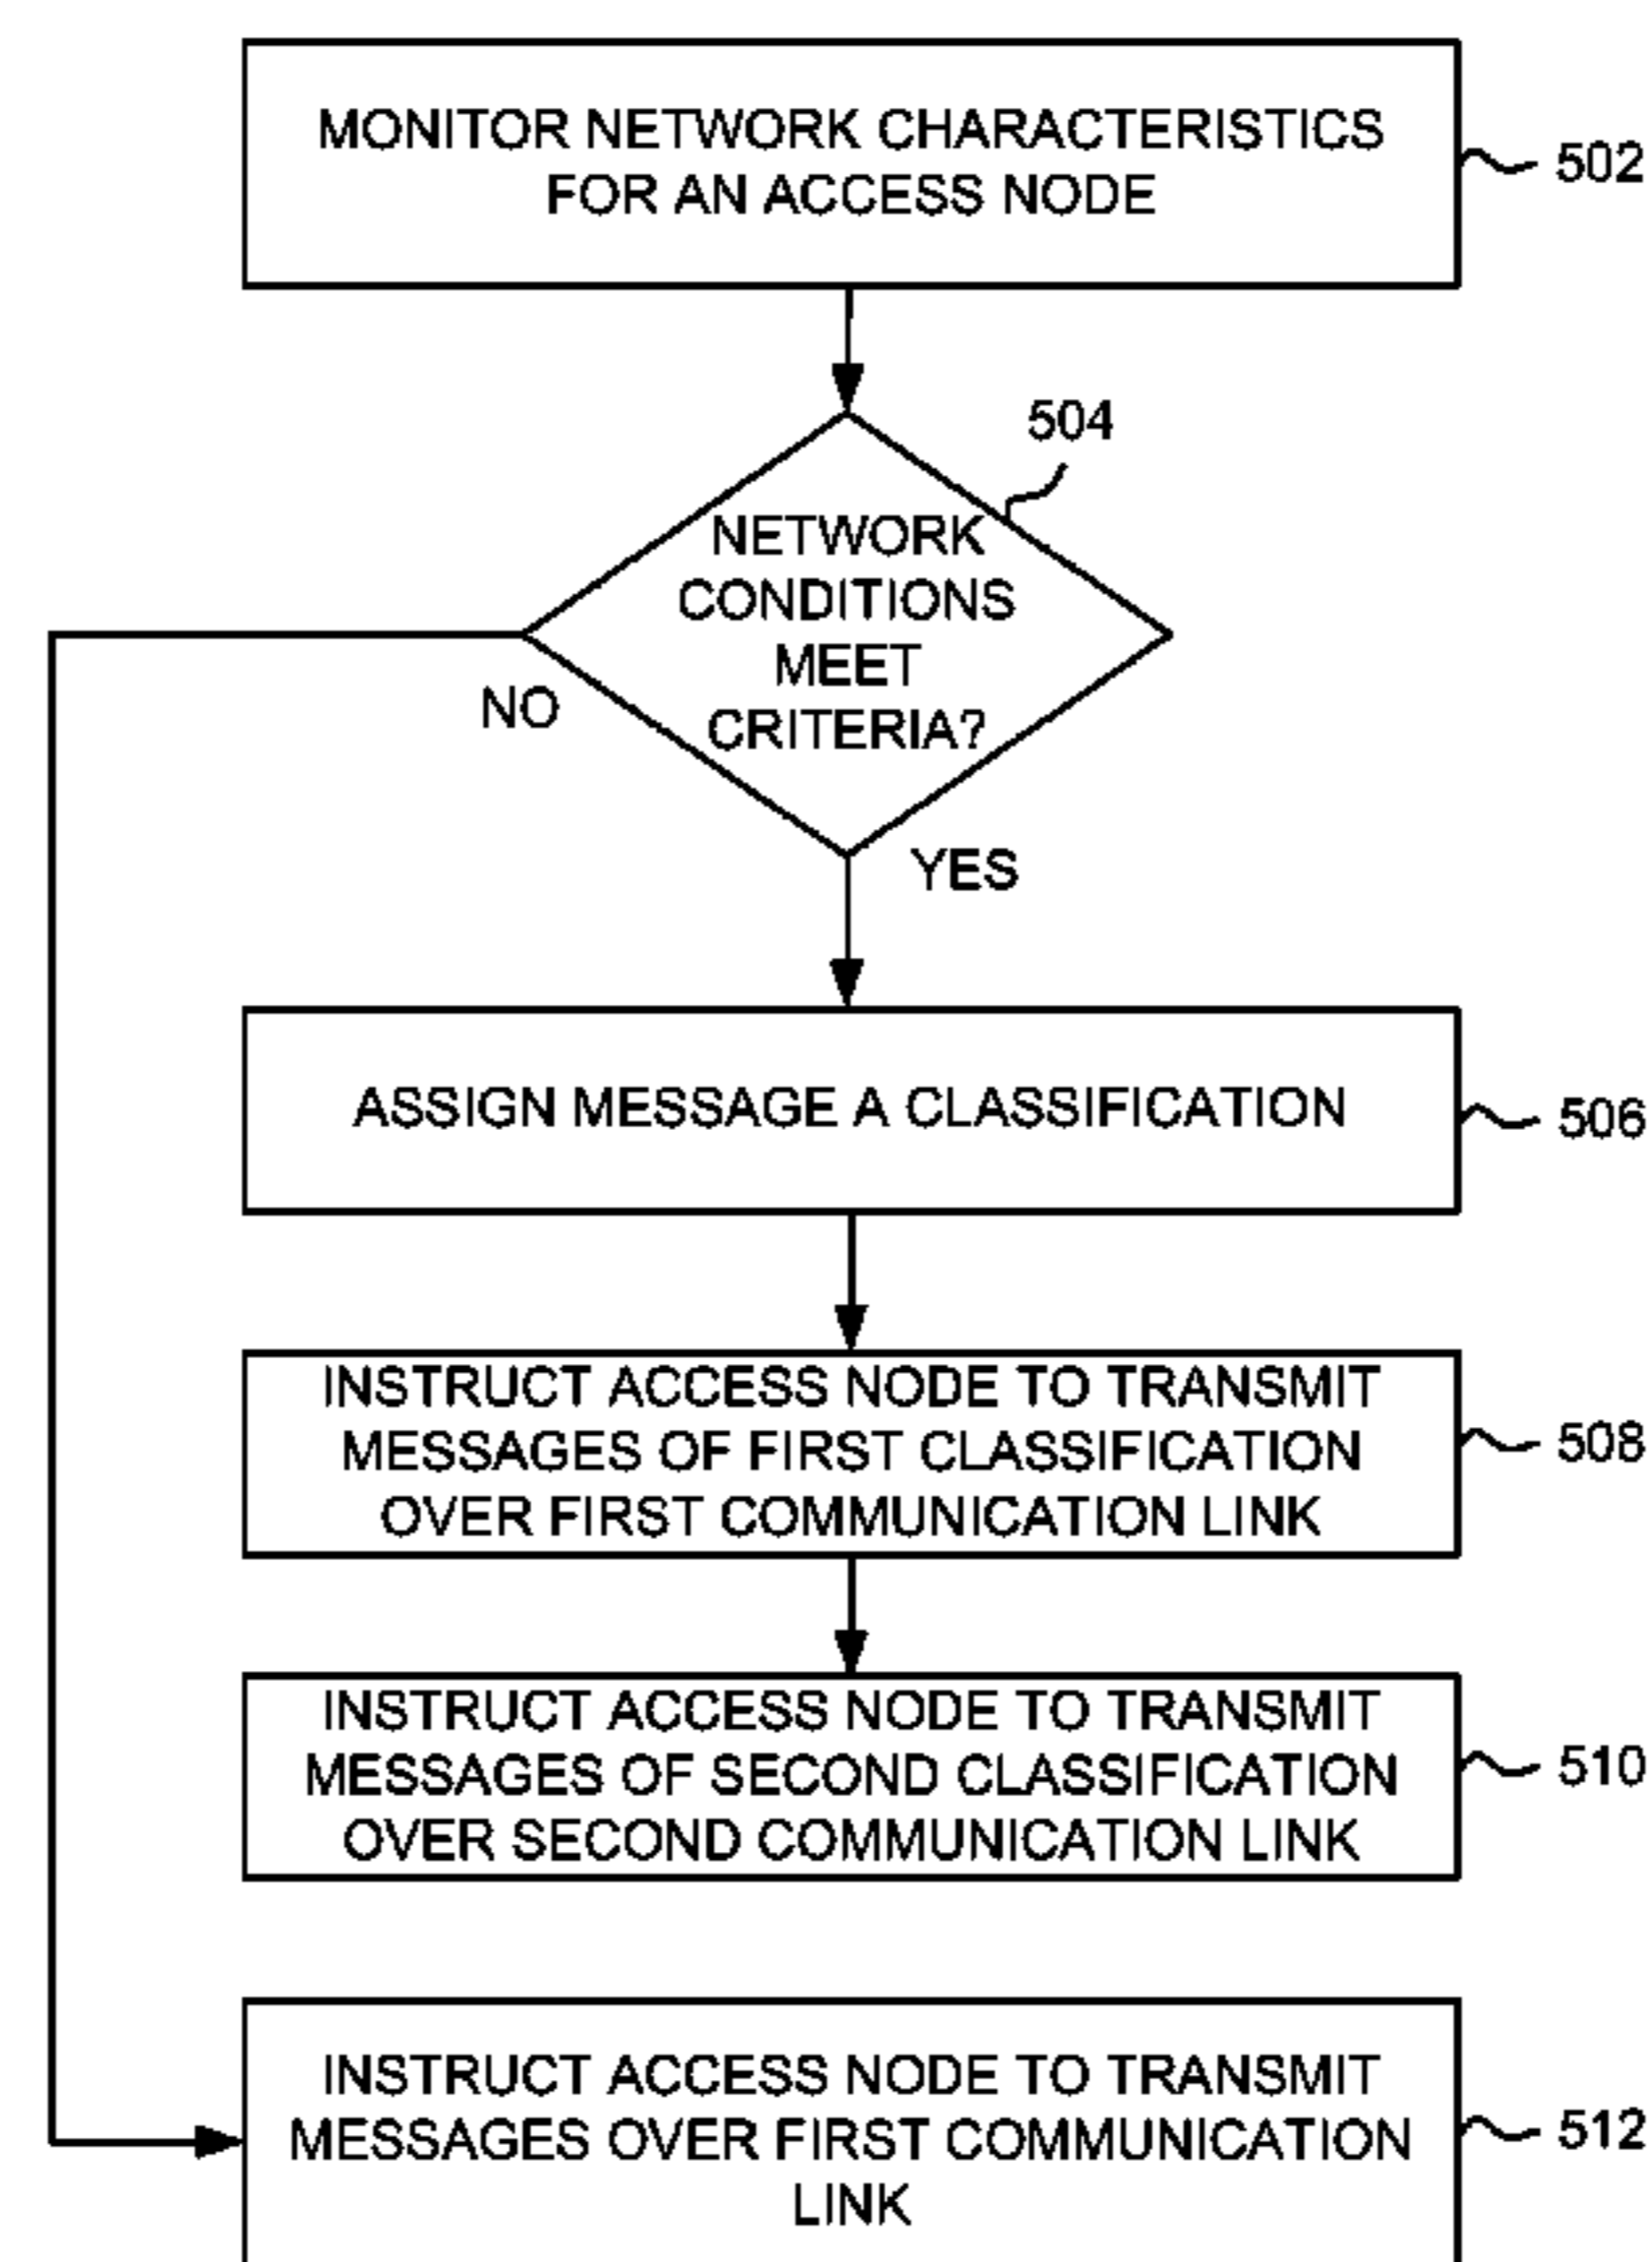 MONITOR NETWORK CHARACTERISTICS
FOR AN ACCESS NODE
502
504
NETWORK
CONDITIONS
MEET
CRITERIA?
NO
YES
ASSIGN MESSAGE A CLASSIFICATION
506
INSTRUCT ACCESS NODE TO TRANSMIT
MESSAGES OF FIRST CLASSIFICATION
OVER FIRST COMMUNICATION LINK
508
INSTRUCT ACCESS NODE TO TRANSMIT
MESSAGES OF SECOND CLASSIFICATION
OVER SECOND COMMUNICATION LINK
510
INSTRUCT ACCESS NODE TO TRANSMIT
MESSAGES OVER FIRST COMMUNICATION
LINK
512